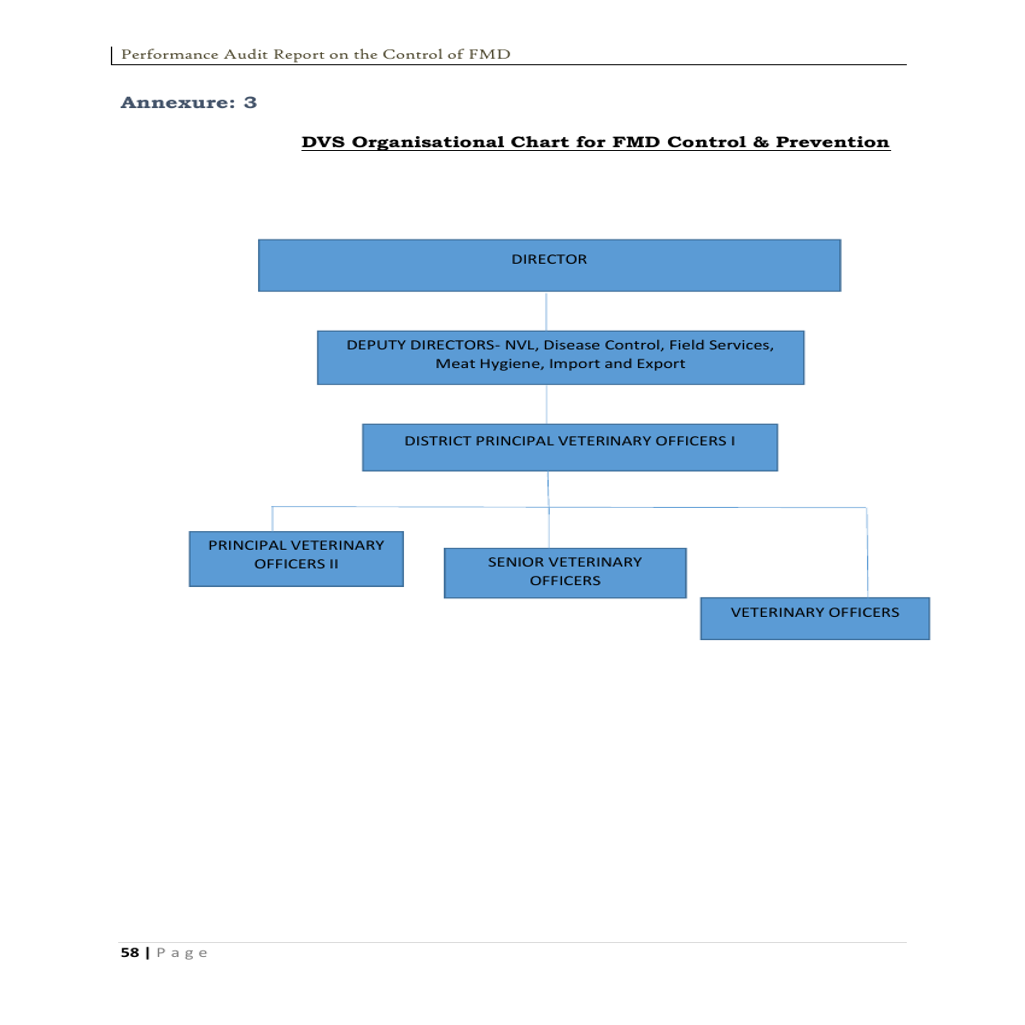 Performance Audit Report on the Control of FMD
Annexure: 3
DVS Organisational Chart for FMD Control & Prevention
DIRECTOR
DEPUTY DIRECTORS- NVL, Disease Control, Field Services,
Meat Hygiene, Import and Export
DISTRICT PRINCIPAL VETERINARY OFFICERS I
PRINCIPAL VETERINARY
OFFICERS II
SENIOR VETERINARY
OFFICERS
VETERINARY OFFICERS
58 | Page